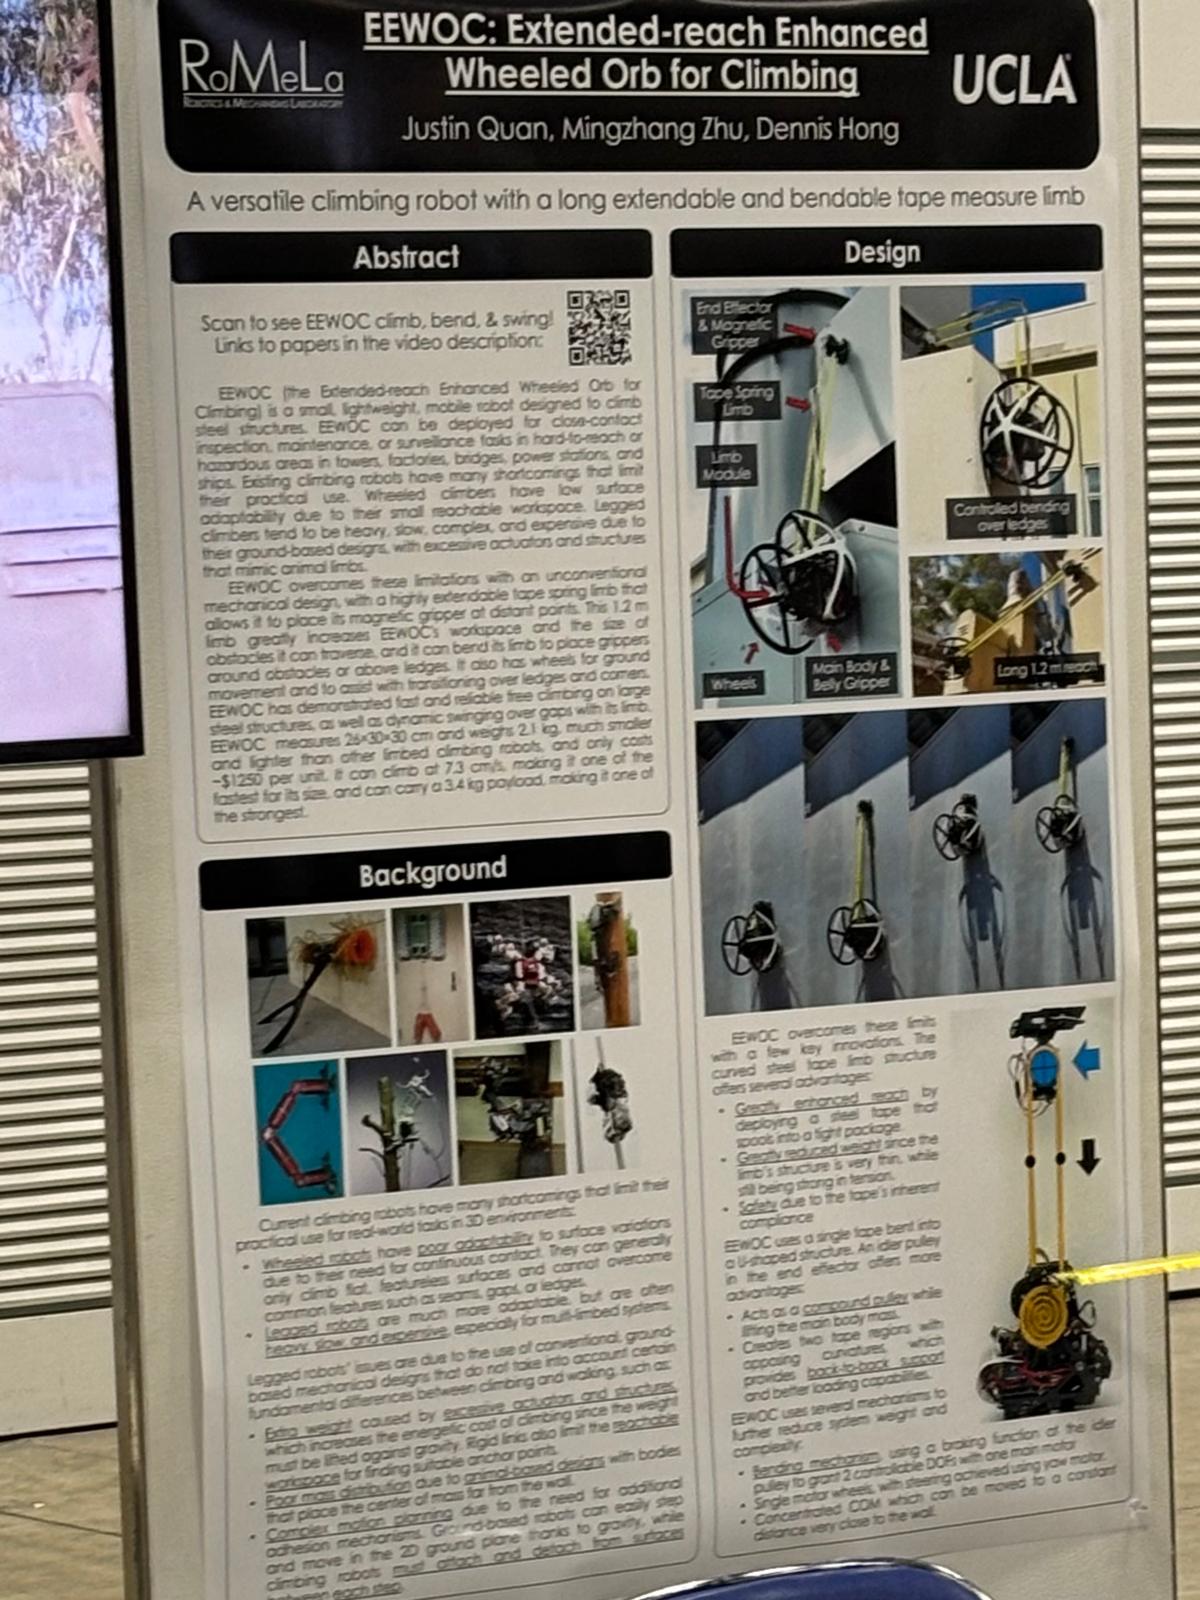 EEWOC: Extended-reach Enhanced
Wheeled Orb for Climbing
RoMeLa
ROBOTICS & MECHANISMS LABORATORY
UCLA
Justin Quan, Mingzhang Zhu, Dennis Hong
A versatile climbing robot with a long extendable and bendable tape measure limb
Abstract
Scan to see EEWOC climb, bend, & swing!
Links to papers in the video description:
EEWOC (the Extended-reach Enhanced Wheeled Orb for
Climbing) is a small, lightweight, mobile robot designed to climb
steel structures. EEWOC can be deployed for close-contact
inspection, maintenance, or surveillance tasks in hard-to-reach or
hazardous areas in towers, factories, bridges, power stations, and
ships. Existing climbing robots have many shortcomings that limit
their practical use. Wheeled climbers have low surface
adaptability due to their small reachable workspace. Legged
climbers tend to be heavy, slow, complex, and expensive due to
their ground-based designs, with excessive actuators and structures
that mimic animal limbs.
EEWOC overcomes these limitations with an unconventional
mechanical design, with a highly extendable tape spring limb that
allows it to place its magnetic gripper at distant points. This 1.2 m
limb greatly increases EEWOC's workspace and the size of
obstacles it can traverse, and it can bend its limb to place grippers
around obstacles or above ledges. It also has wheels for ground
movement and to assist with transitioning over ledges and corners.
EEWOC has demonstrated fast and reliable free climbing on large
steel structures, as well as dynamic swinging over gaps with its limb.
EEWOC measures 26×30×30 cm and weighs 2.1 kg, much smaller
and lighter than other limbed climbing robots, and only costs
~$1250 per unit. It can climb at 7.3 cm/s, making it one of the
fastest for its size, and can carry a 3.4 kg payload, making it one of
the strongest.
Background
Current climbing robots have many shortcomings that limit their
practical use for real-world tasks in 3D environments:
• Wheeled robots have poor adaptability to surface variations
due to their need for continuous contact. They can generally
only climb flat, featureless surfaces and cannot overcome
common features such as seams, gaps, or ledges.
• Legged robots are much more adaptable, but are often
heavy, slow, and expensive, especially for multi-limbed systems.
Legged robots' issues are due to the use of conventional, ground-
based mechanical designs that do not take into account certain
fundamental differences between climbing and walking, such as:
• Extra weight caused by excessive actuators and structures,
which increases the energetic cost of climbing since the weight
must be lifted against gravity. Rigid links also limit the reachable
workspace for finding suitable anchor points.
• Poor mass distribution due to animal-based designs with bodies
that place the center of mass far from the wall.
• Complex motion planning due to the need for additional
adhesion mechanisms. Ground-based robots can easily step
and move in the 2D ground plane thanks to gravity, while
climbing robots must attach and detach from surfaces
between each step.
Design
End Effector
& Magnetic
Gripper
Tape Spring
Limb
Limb
Module
Wheels
Main Body &
Belly Gripper
Controlled bending
over ledges
Long 1.2 m reach
EEWOC overcomes these limits
with a few key innovations. The
curved steel tape limb structure
offers several advantages:
• Greatly enhanced reach by
deploying a steel tape that
spools into a tight package.
• Greatly reduced weight since the
limb's structure is very thin, while
still being strong in tension.
• Safety due to the tape's inherent
compliance
EEWOC uses a single tape bent into
a U-shaped structure. An idler pulley
in the end effector offers more
advantages:
• Acts as a compound pulley while
lifting the main body mass.
• Creates two tape regions with
opposing curvatures, which
provides back-to-back support
and better loading capabilities.
EEWOC uses several mechanisms to
further reduce system weight and
complexity:
• Bending mechanism, using a braking function at the idler
pulley to grant 2 controllable DOFs with one main motor
• Single motor wheels, with steering achieved using yaw motor.
• Concentrated COM which can be moved to a constant
distance very close to the wall.